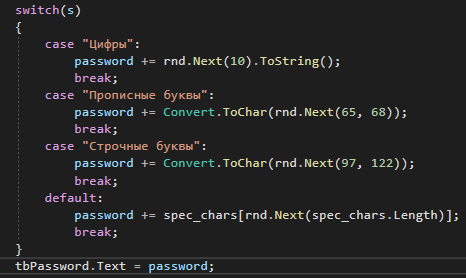 switch(s)
{
case "Цифры":
password += rnd.Next(10).ToString();
break;
case "Прописные буквы":
password += Convert.ToChar(rnd.Next(65, 68));
break;
case "Строчные буквы":
password += Convert.ToChar(rnd.Next(97, 122));
break;
default:
password += spec_chars[rnd.Next(spec_chars.Length)];
break;
}
tbPassword.Text = password;